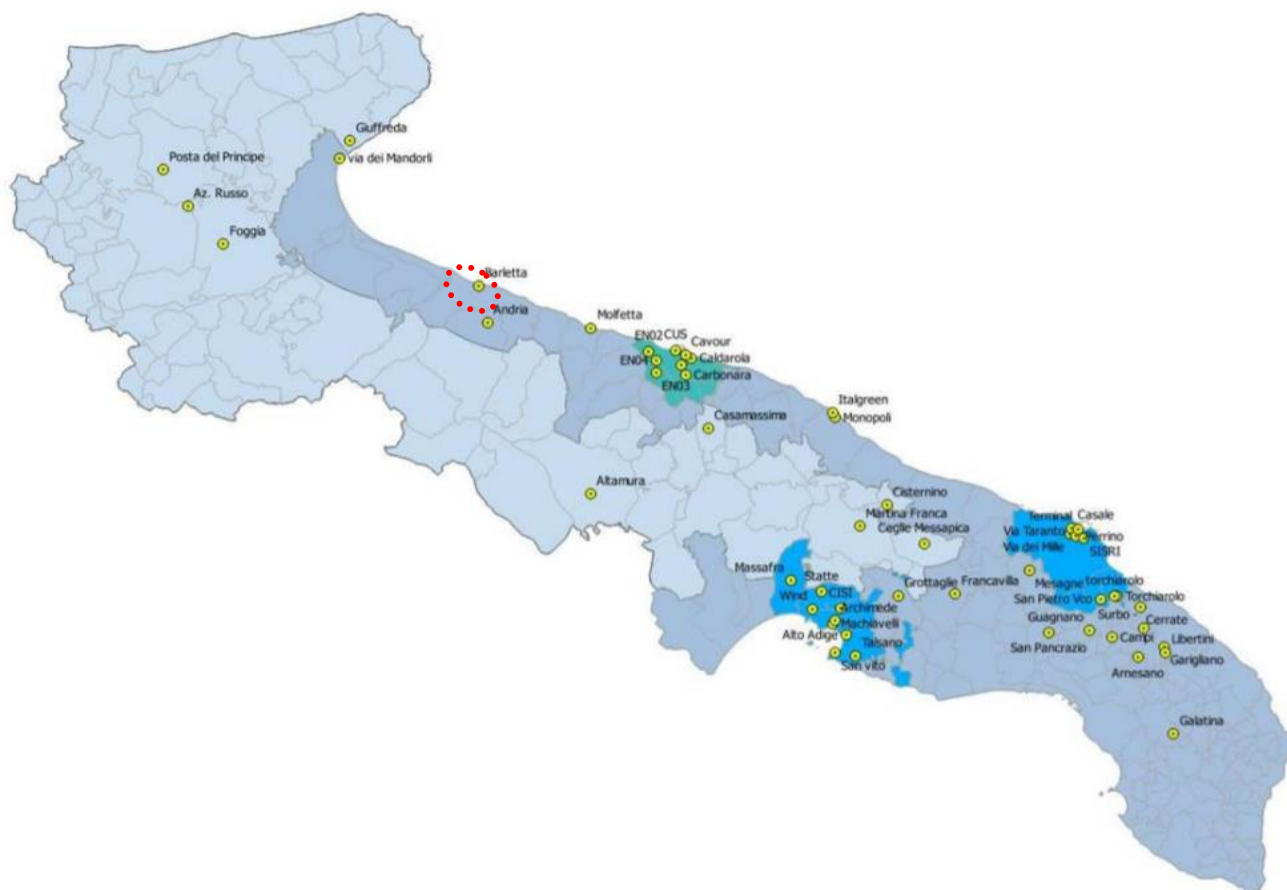 Giuffreda
via dei Mandorli
Posta del Principe
Az. Russo
Foggia
Barletta
Andria
Molfetta
EN02
CUS
Cavour
EN04
Caldarola
Carbonara
EN03
Italgreen
Monopoli
Casamassima
Altamura
Cisternino
Martina Franca
Ceglie Messapica
Terminal
Casale
Via Taranto
Perrino
Via dei Mille
SISRI
Massafra
Statte
Mesagne
torchiarolo
Grottaglie
Francavilla
Wind
CISI
San Pietro Vco
Torchiarolo
Archimede
Guagnano
Surbo
Machiavelli
Cerrate
Alto Adige
Talsano
San Pancrazio
Campi
Libertini
San vito
Garigliano
Arnesano
Galatina